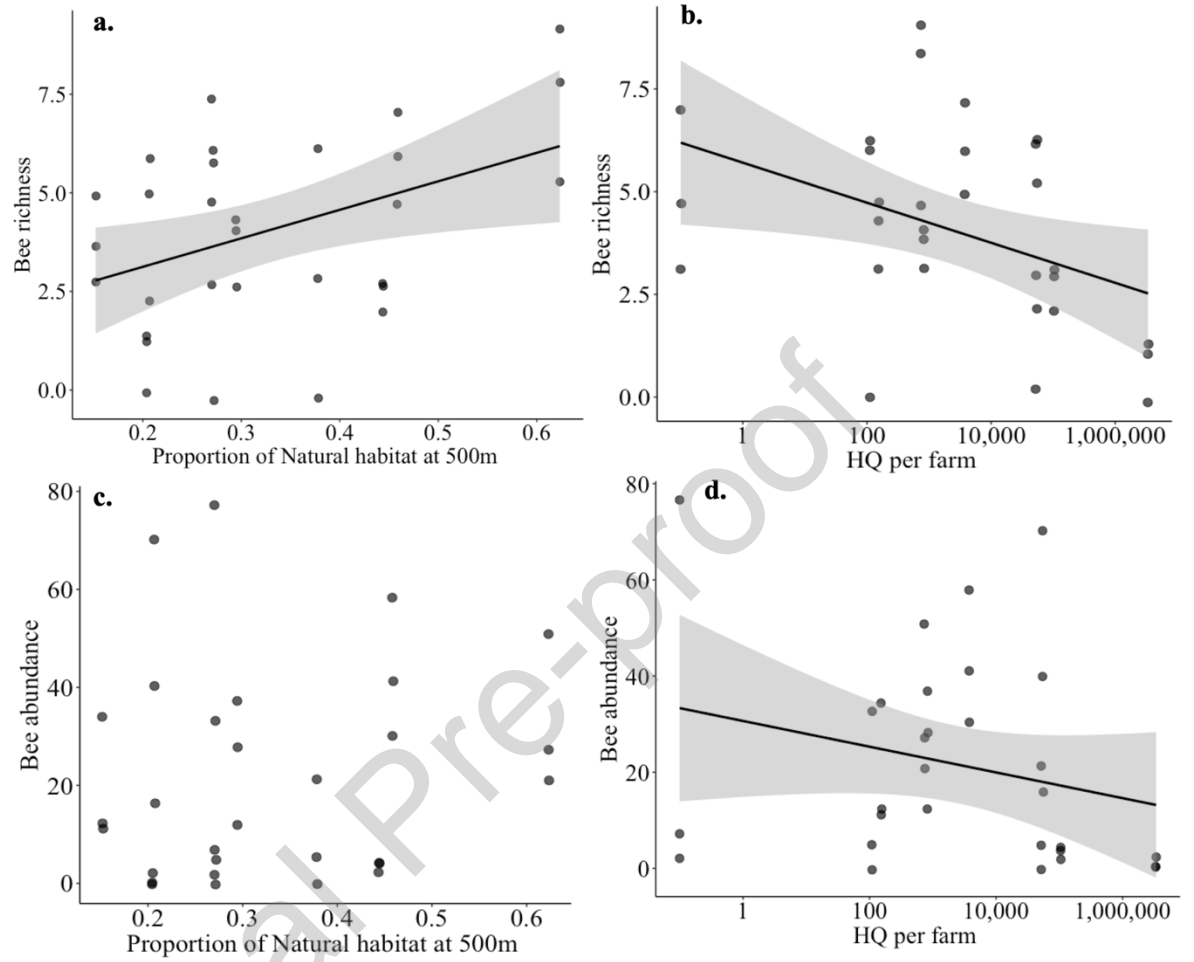 a.
Bee richness
7.5
5.0
2.5
0.0
0.2 0.3 0.4 0.5 0.6
Proportion of Natural habitat at 500m
b.
Bee richness
7.5
5.0
2.5
0.0
1 100 10,000 1,000,000
HQ per farm
c.
Bee abundance
80
60
40
20
0
0.2 0.3 0.4 0.5 0.6
Proportion of Natural habitat at 500m
d.
Bee abundance
80
60
40
20
0
1 100 10,000 1,000,000
HQ per farm
al Pre-proof